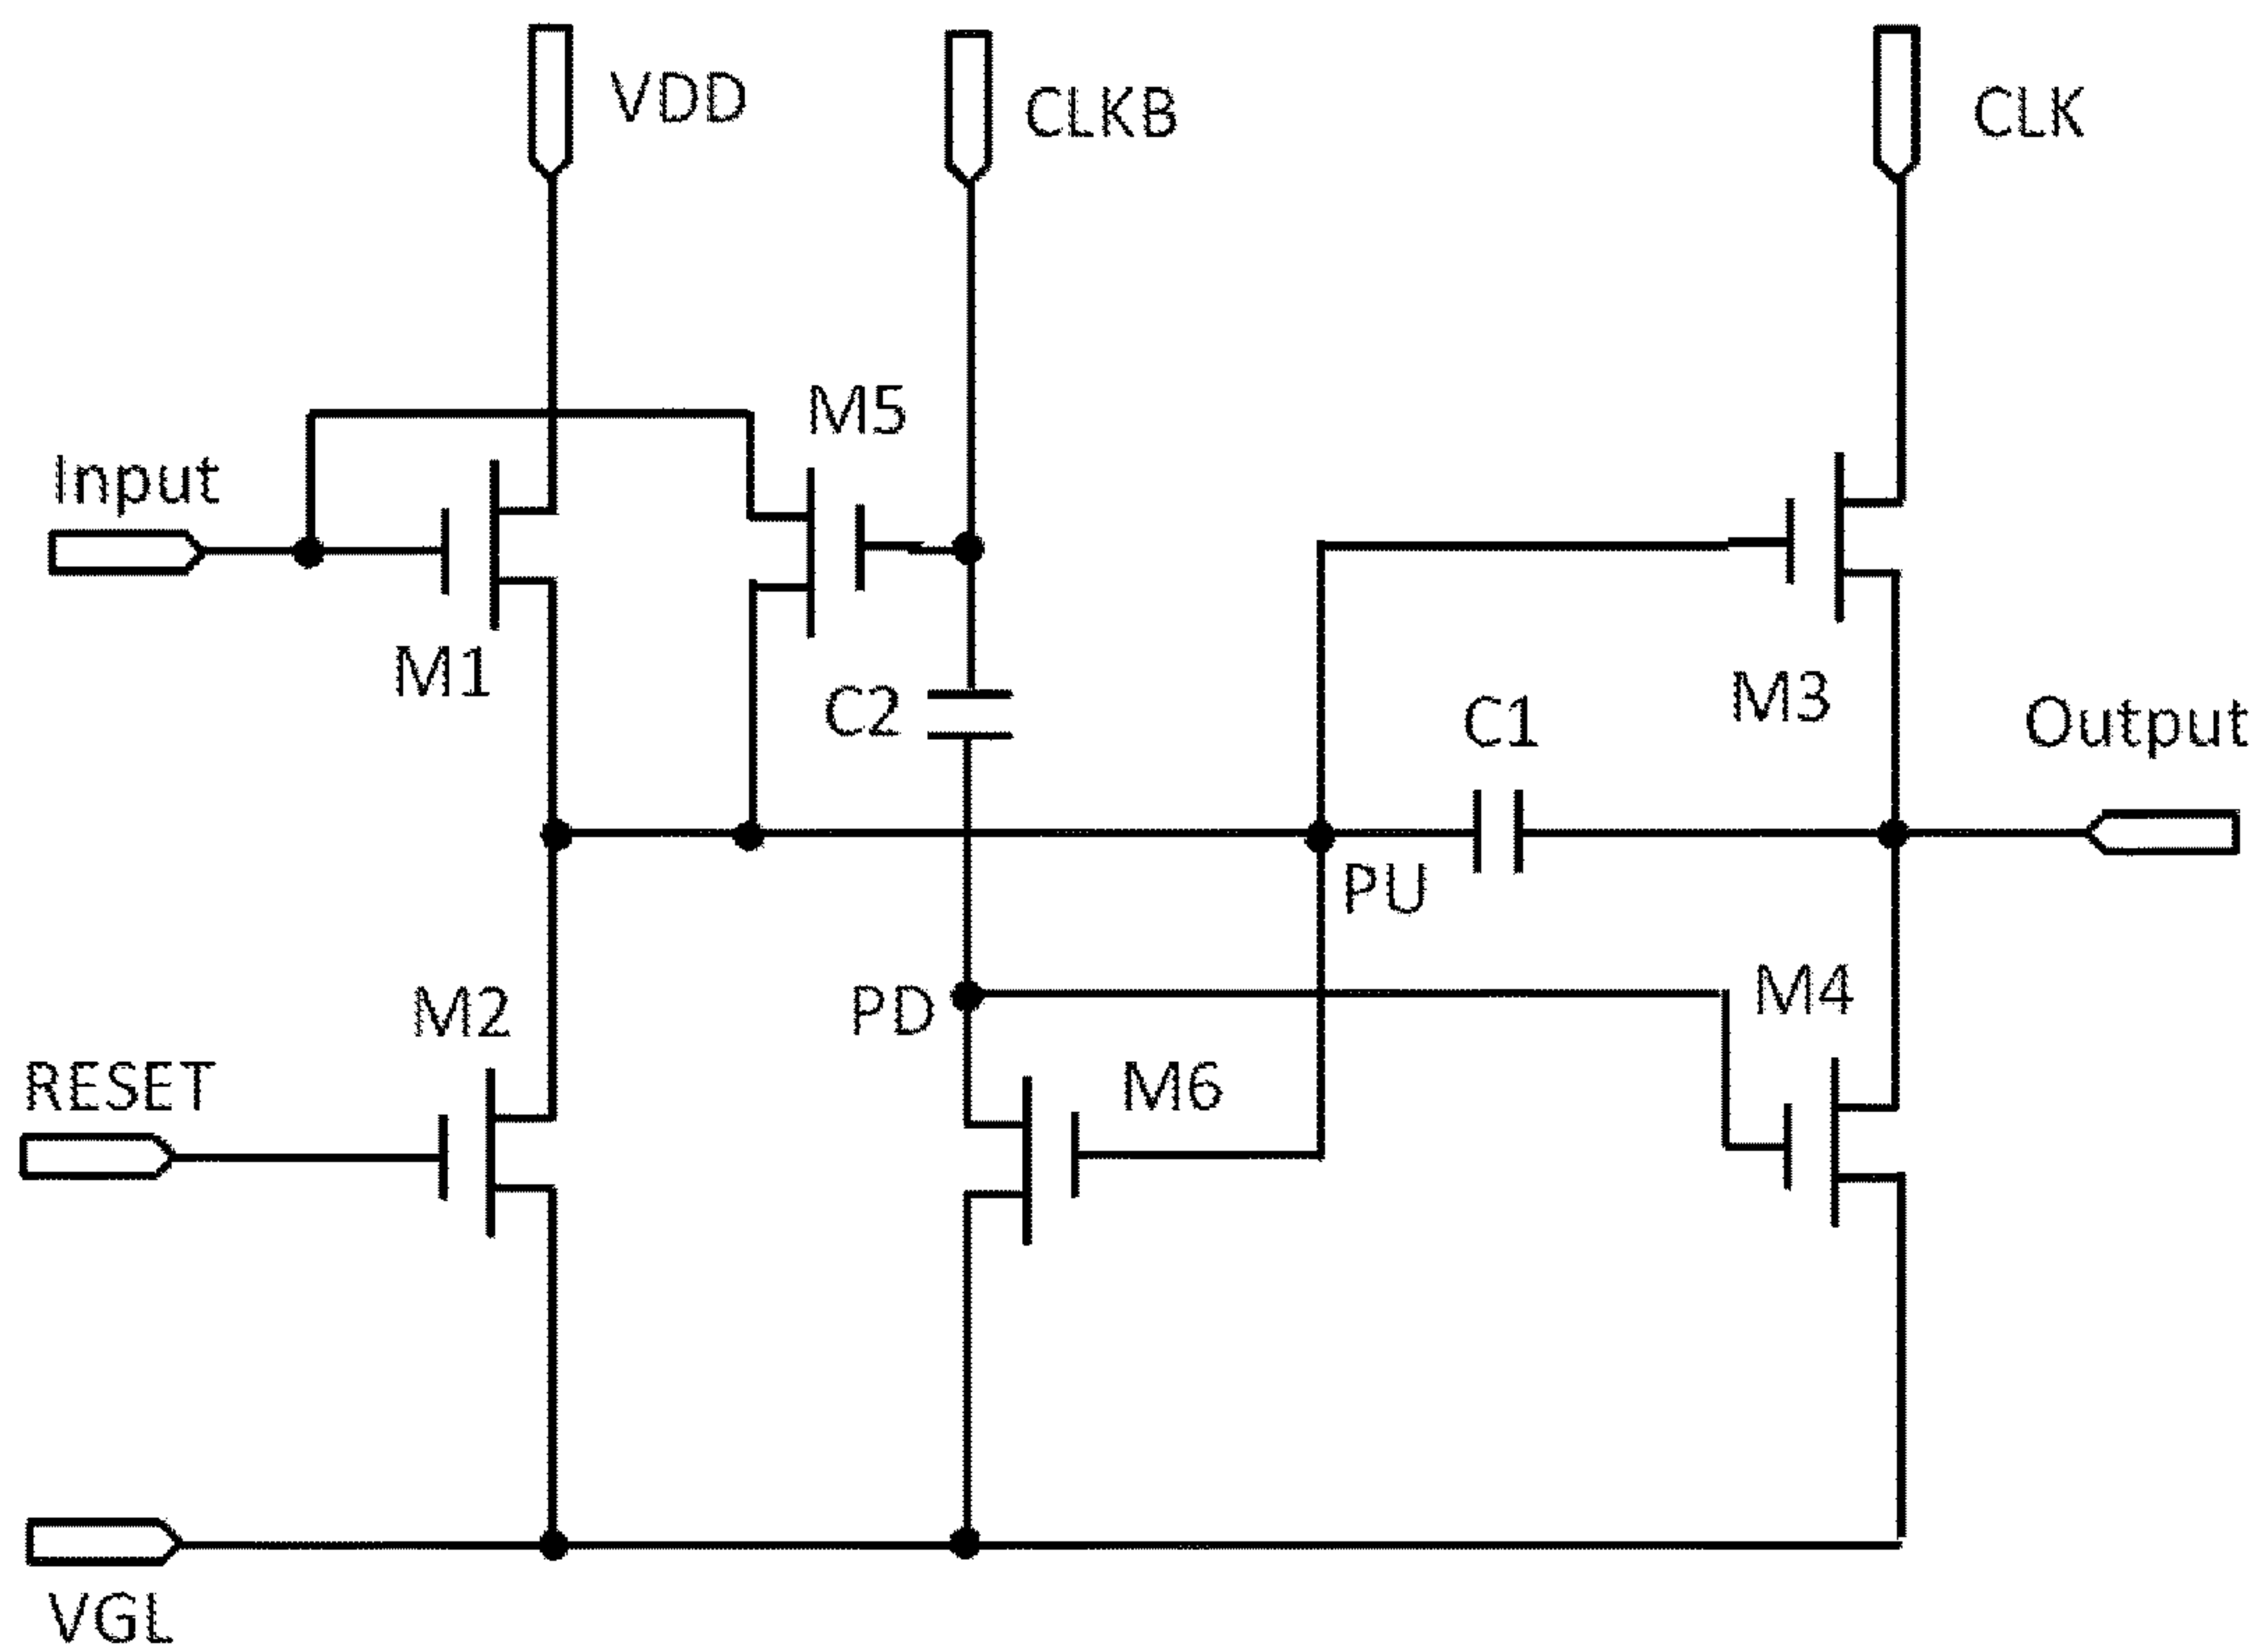 VDD
CLKB
CLK
M5
Input
M1
C2
C1
M3
Output
PU
PD
M2
M4
RESET
M6
VGL